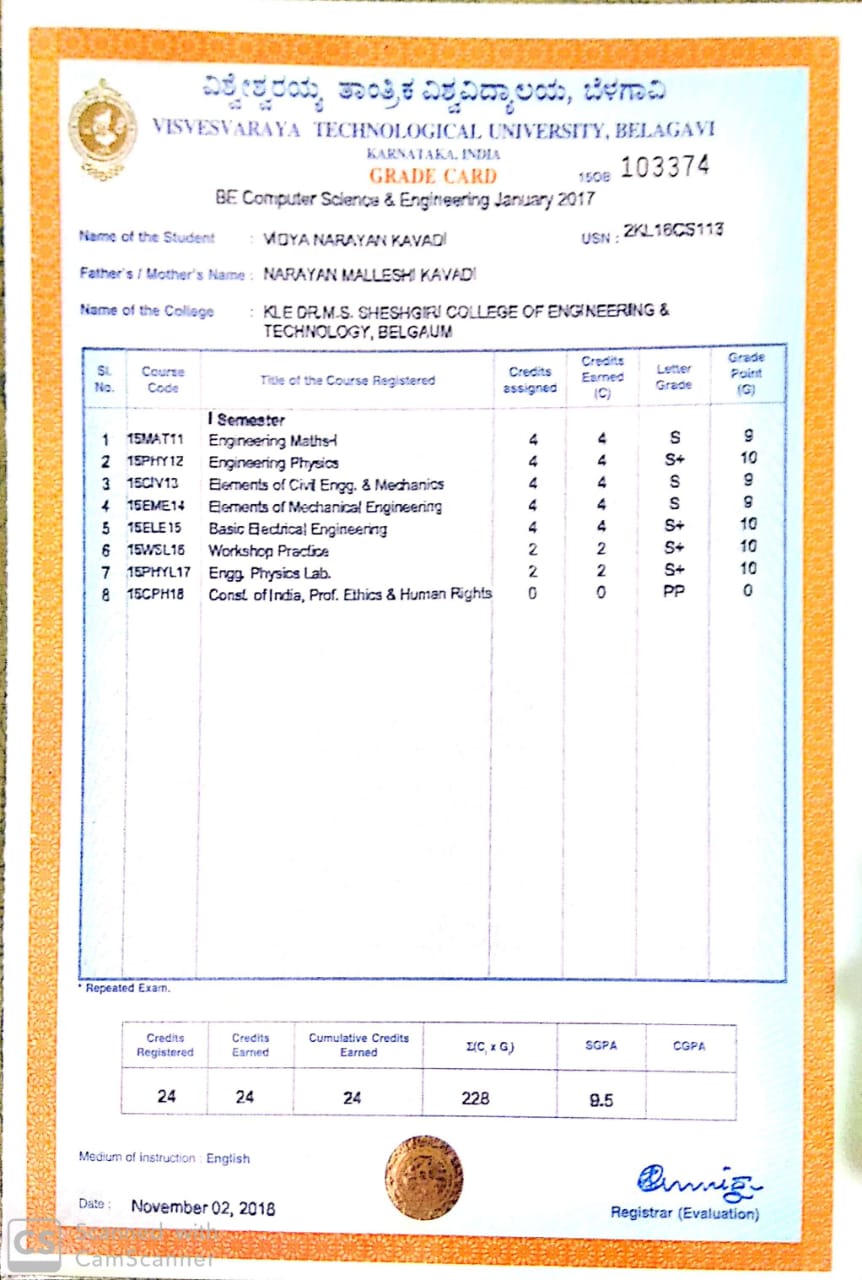 ವಿಶ್ವೇಶ್ವರಯ್ಯ ತಾಂತ್ರಿಕ ವಿಶ್ವವಿದ್ಯಾಲಯ, ಬೆಳಗಾವಿ
VISVESVARAYA TECHNOLOGICAL UNIVERSITY, BELAGAVI
KARNATAKA, INDIA
GRADE CARD 15OB 103374
BE Computer Science & Engineering January 2017
Name of the Student : VIDYA NARAYAN KAVADI USN : 2KL16CS113
Father's / Mother's Name : NARAYAN MALLESHI KAVADI
Name of the College : KLE DR.M.S. SHESHGIRI COLLEGE OF ENGINEERING &
TECHNOLOGY, BELGAUM
Sl. No. Course Code Title of the Course Registered Credits assigned Credits Earned (C) Letter Grade Grade Point (G)
I Semester
1 15MAT11 Engineering Maths-I 4 4 S 9
2 15PHY12 Engineering Physics 4 4 S+ 10
3 15CIV13 Elements of Civil Engg. & Mechanics 4 4 S 9
4 15EME14 Elements of Mechanical Engineering 4 4 S 9
5 15ELE15 Basic Electrical Engineering 4 4 S+ 10
6 15WSL16 Workshop Practice 2 2 S+ 10
7 15PHYL17 Engg. Physics Lab. 2 2 S+ 10
8 15CPH18 Const. of India, Prof. Ethics & Human Rights 0 0 PP 0
* Repeated Exam.
Credits Registered Credits Earned Cumulative Credits Earned Σ(Ci x Gi) SGPA CGPA
24 24 24 228 9.5
Medium of instruction : English
Date : November 02, 2018
Registrar (Evaluation)
CS Scanned with
CamScanner